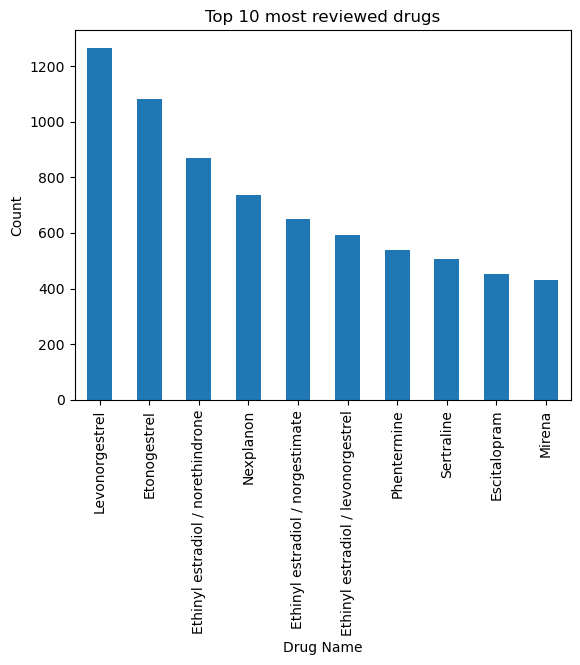 Top 10 most reviewed drugs
Count
1200
1000
800
600
400
200
0
Levonorgestrel
Etonogestrel
Ethinyl estradiol / norethindrone
Nexplanon
Ethinyl estradiol / norgestimate
Ethinyl estradiol / levonorgestrel
Phentermine
Sertraline
Escitalopram
Mirena
Drug Name